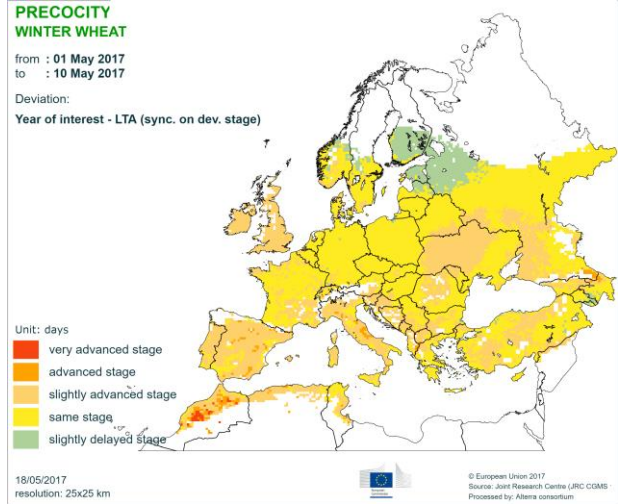 PRECOCITY
WINTER WHEAT
from : 01 May 2017
to : 10 May 2017
Deviation:
Year of interest - LTA (sync. on dev. stage)
Unit: days
very advanced stage
advanced stage
slightly advanced stage
same stage
slightly delayed stage
18/05/2017
resolution: 25x25 km
European
Commission
© European Union 2017
Source: Joint Research Centre (JRC CGMS
Processed by: Alterra consortium